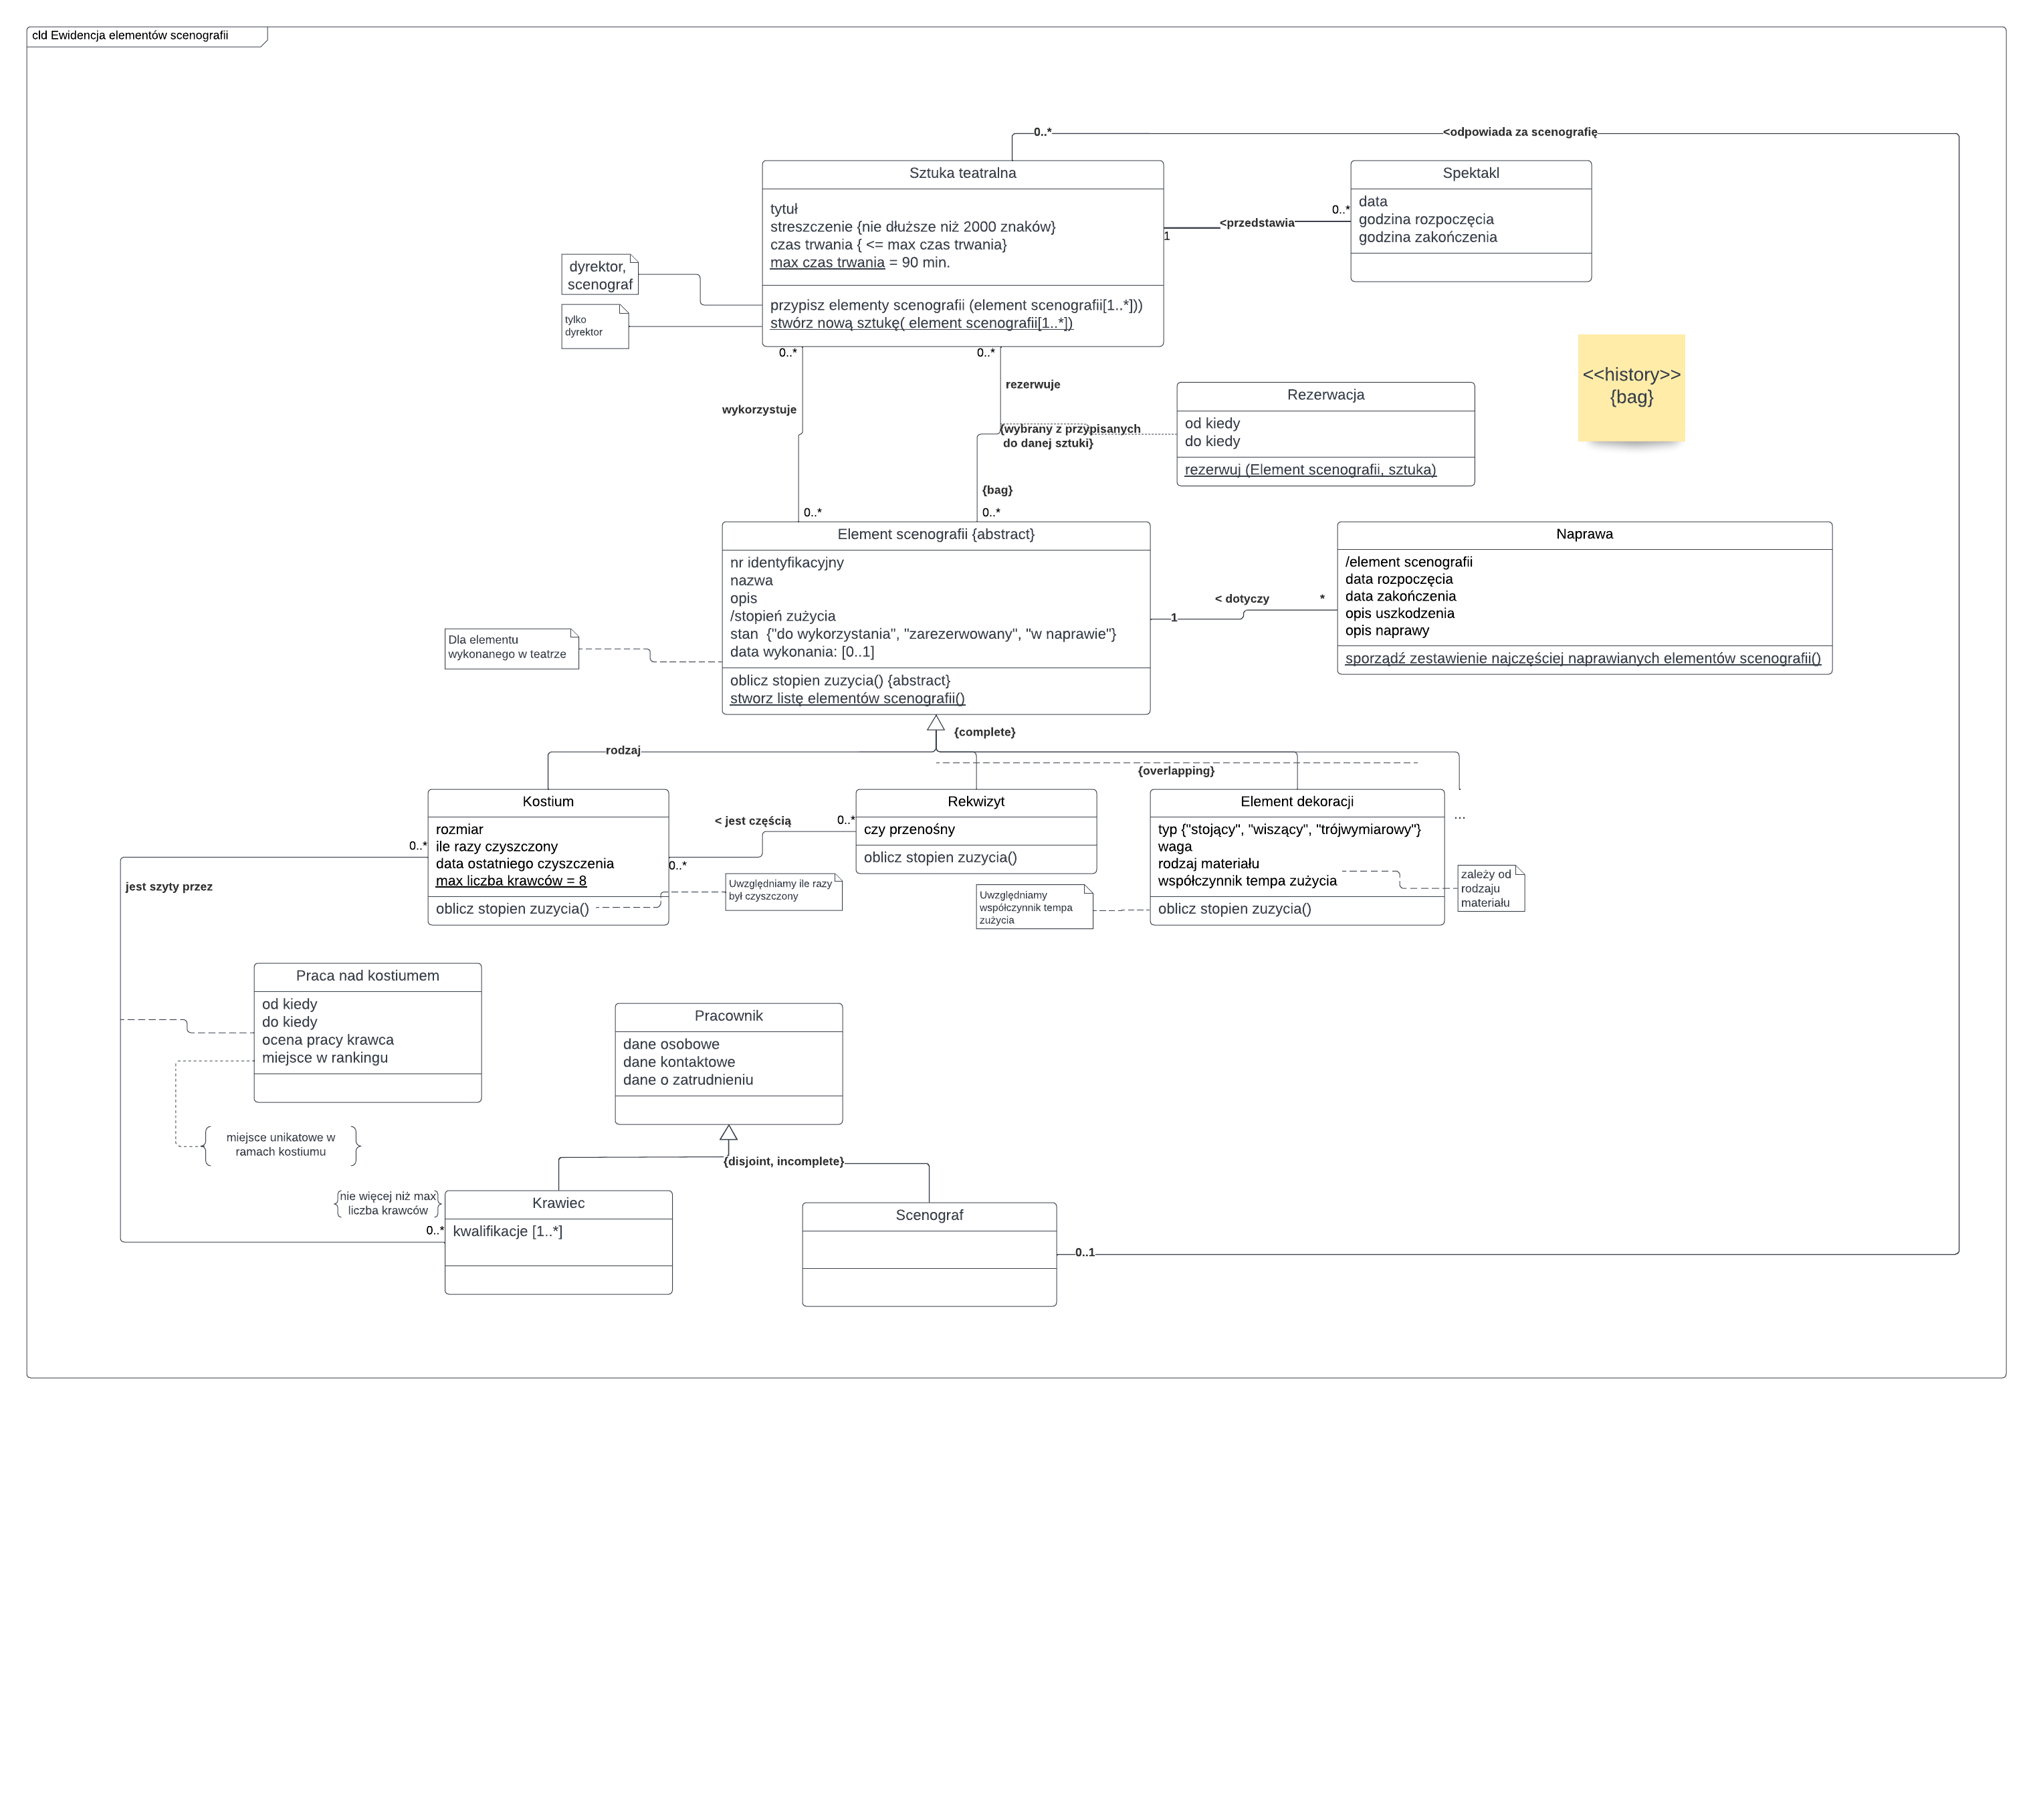 cld Ewidencja elementów scenografii
0..*
<odpowiada za scenografię
Sztuka teatralna
tytuł
streszczenie {nie dłuższe niż 2000 znaków}
czas trwania { <= max czas trwania}
max czas trwania = 90 min.
przypisz elementy scenografii (element scenografii[1..*]))
stwórz nową sztukę( element scenografii[1..*])
1
<przedstawia
0..*
Spektakl
data
godzina rozpoczęcia
godzina zakończenia
dyrektor,
scenograf
tylko
dyrektor
<<history>>
{bag}
0..*
wykorzystuje
0..*
0..*
rezerwuje
{wybrany z przypisanych
do danej sztuki}
{bag}
0..*
Rezerwacja
od kiedy
do kiedy
rezerwuj (Element scenografii, sztuka)
Element scenografii {abstract}
nr identyfikacyjny
nazwa
opis
/stopień zużycia
stan {"do wykorzystania", "zarezerwowany", "w naprawie"}
data wykonania: [0..1]
oblicz stopien zuzycia() {abstract}
stworz listę elementów scenografii()
1
< dotyczy
*
Naprawa
/element scenografii
data rozpoczęcia
data zakończenia
opis uszkodzenia
opis naprawy
sporządź zestawienie najczęściej naprawianych elementów scenografii()
Dla elementu
wykonanego w teatrze
{complete}
rodzaj
{overlapping}
Kostium
rozmiar
ile razy czyszczony
data ostatniego czyszczenia
max liczba krawców = 8
oblicz stopien zuzycia()
0..*
< jest częścią
0..*
Rekwizyt
czy przenośny
oblicz stopien zuzycia()
Element dekoracji
typ {"stojący", "wiszący", "trójwymiarowy"}
waga
rodzaj materiału
współczynnik tempa zużycia
oblicz stopien zuzycia()
...
Uwzględniamy ile razy
był czyszczony
Uwzględniamy
współczynnik tempa
zużycia
zależy od
rodzaju
materiału
0..*
jest szyty przez
Praca nad kostiumem
od kiedy
do kiedy
ocena pracy krawca
miejsce w rankingu
miejsce unikatowe w
ramach kostiumu
Pracownik
dane osobowe
dane kontaktowe
dane o zatrudnieniu
{disjoint, incomplete}
nie więcej niż max
liczba krawców
0..*
Krawiec
kwalifikacje [1..*]
Scenograf
0..1